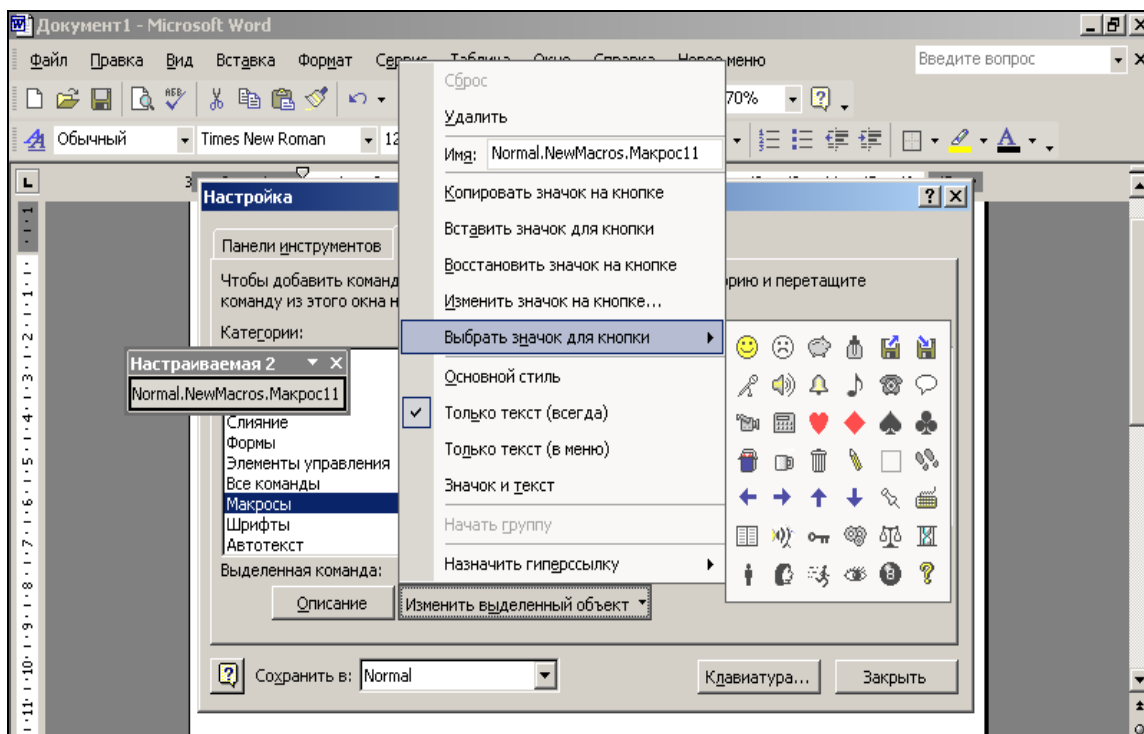 Документ1 - Microsoft Word
Файл Правка Вид Вставка Формат Сервис Таблица Окно Справка Новое меню Введите вопрос
70%
Обычный Times New Roman 12
Настройка
Панели инструментов
Чтобы добавить команд рию и перетащите
команду из этого окна н
Категории:
Настраиваемая 2
Normal.NewMacros.Макрос11
Слияние
Формы
Элементы управления
Все команды
Макросы
Шрифты
Автотекст
Выделенная команда:
Описание
Изменить выделенный объект
Сброс
Удалить
Имя: Normal.NewMacros.Макрос11
Копировать значок на кнопке
Вставить значок для кнопки
Восстановить значок на кнопке
Изменить значок на кнопке...
Выбрать значок для кнопки
Основной стиль
Только текст (всегда)
Только текст (в меню)
Значок и текст
Начать группу
Назначить гиперссылку
Сохранить в: Normal
Клавиатура... Закрыть